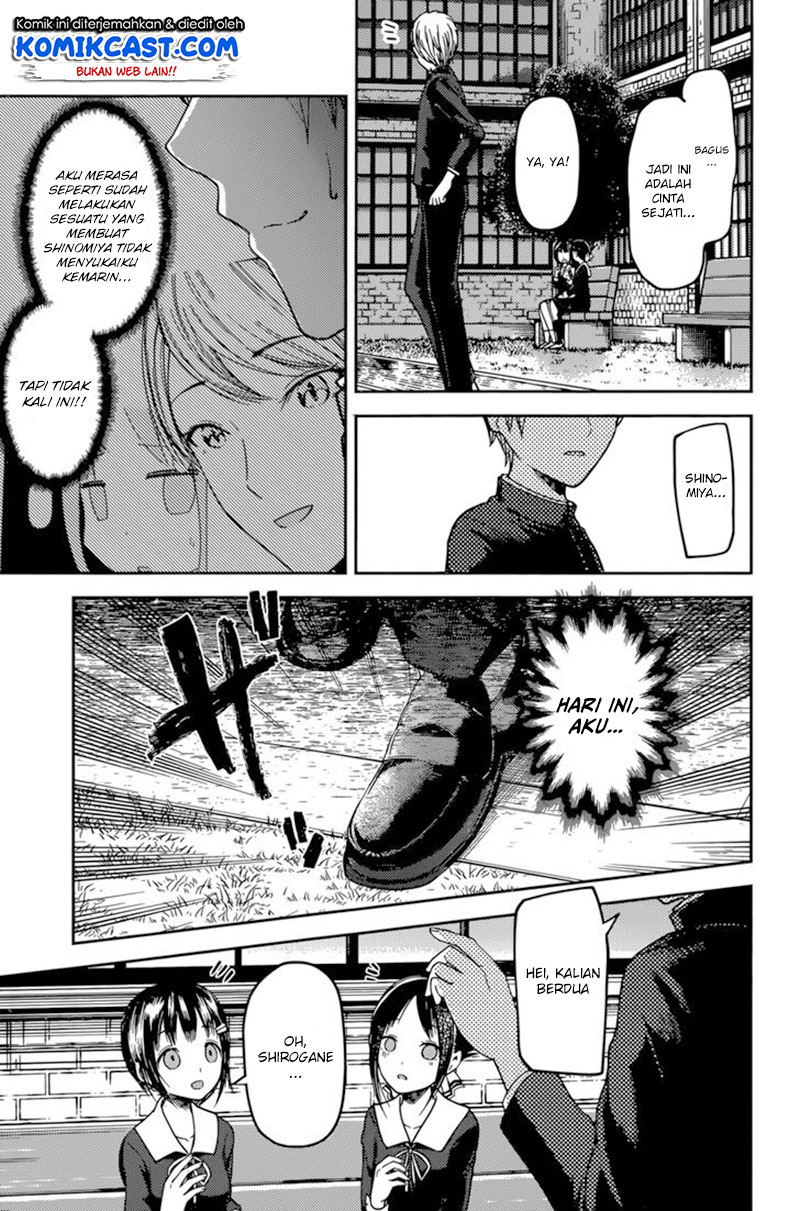 Komik ini diterjemahkan & diedit oleh
KOMIKCAST.COM
BUKAN WEB LAIN!!
BAGUS
...
JADI INI
ADALAH
CINTA
SEJATI...
YA, YA!
AKU MERASA
SEPERTI SUDAH
MELAKUKAN
SESUATU YANG
MEMBUAT
SHINOMIYA TIDAK
MENYUKAIKU
KEMARIN...
TAPI TIDAK
KALI INI!!
SHINO-
MIYA...
HARI INI,
AKU...
ザ
HEI, KALIAN
BERDUA
OH,
SHIROGANE
...